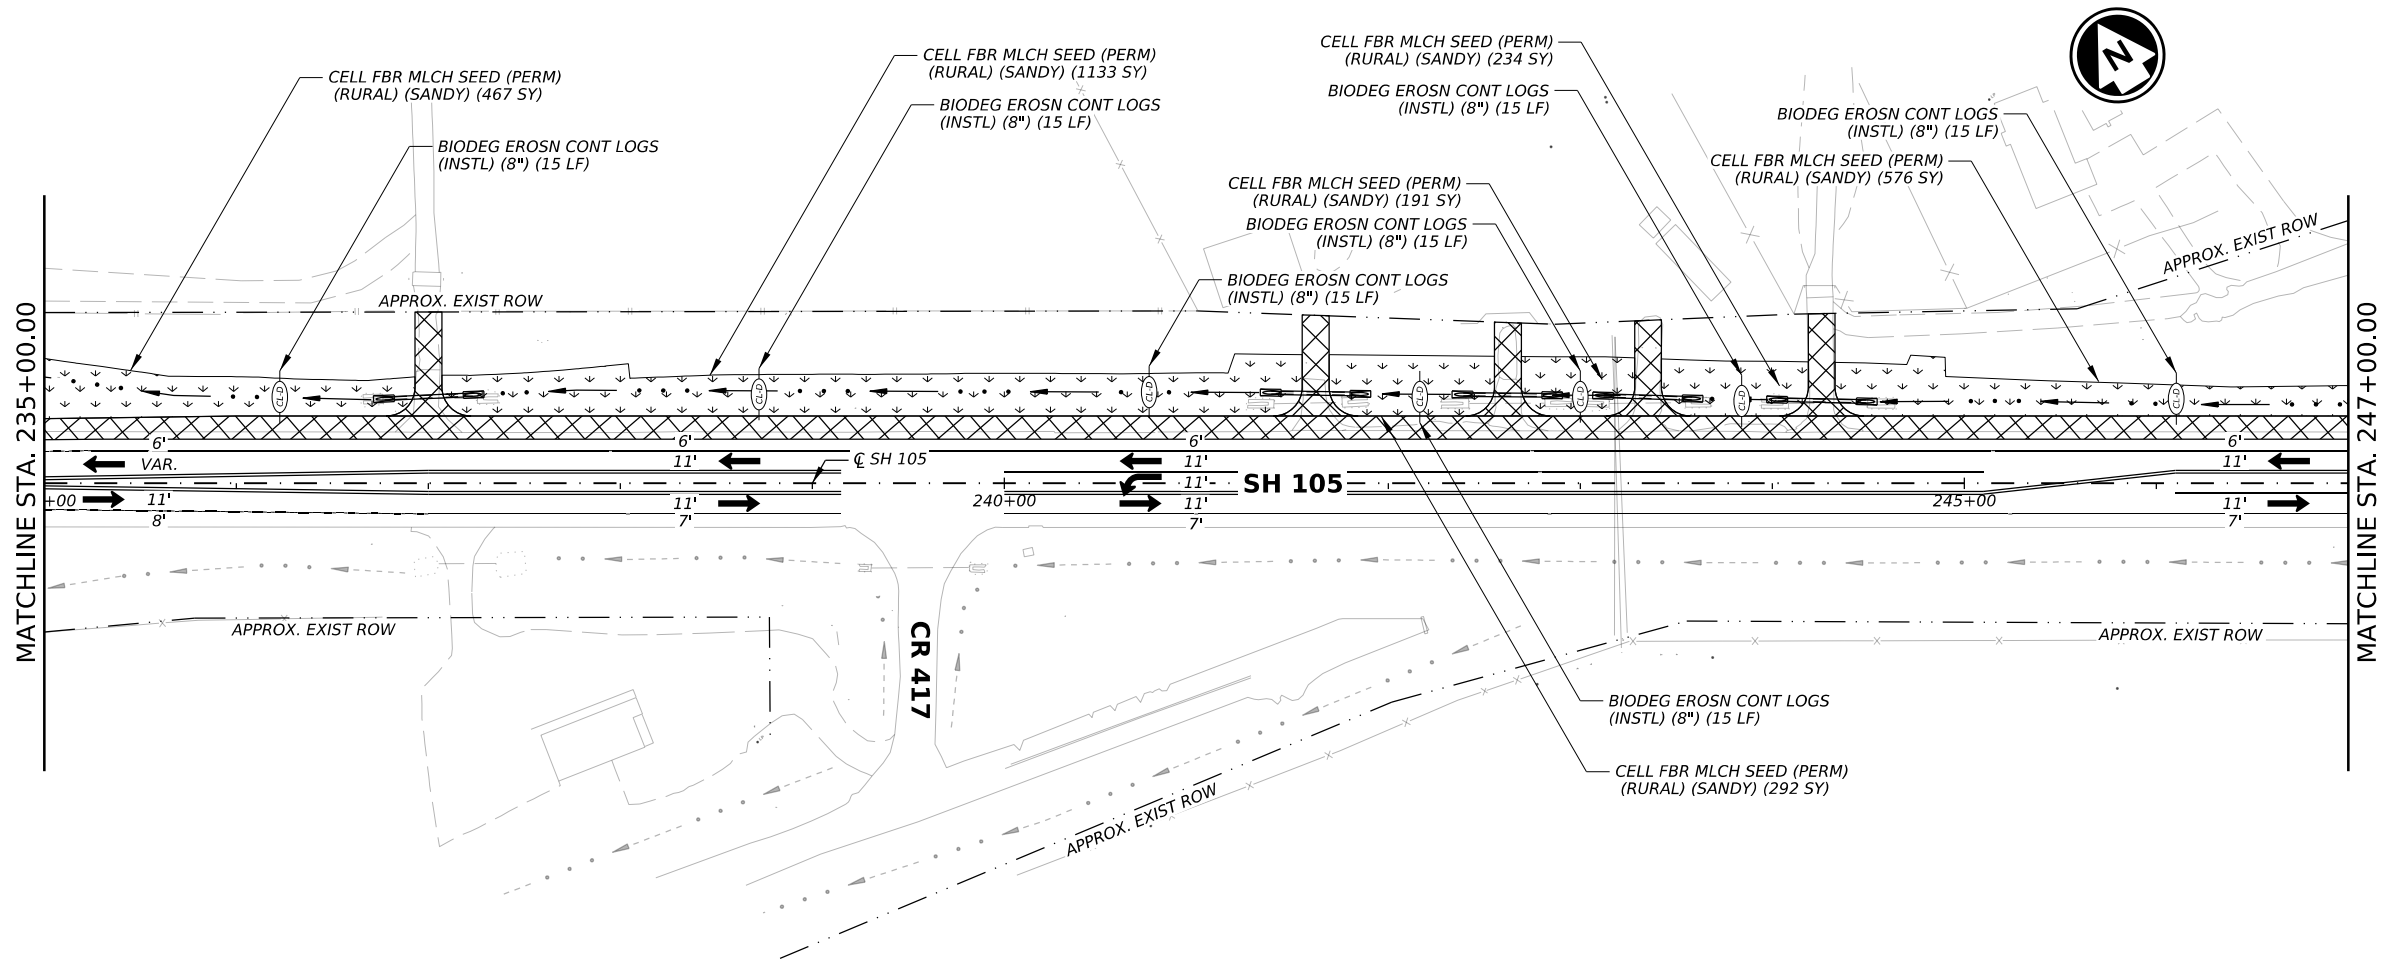 N
CELL FBR MLCH SEED (PERM)
(RURAL) (SANDY) (467 SY)
BIODEG EROSN CONT LOGS
(INSTL) (8") (15 LF)
CELL FBR MLCH SEED (PERM)
(RURAL) (SANDY) (1133 SY)
BIODEG EROSN CONT LOGS
(INSTL) (8") (15 LF)
CELL FBR MLCH SEED (PERM)
(RURAL) (SANDY) (234 SY)
BIODEG EROSN CONT LOGS
(INSTL) (8") (15 LF)
BIODEG EROSN CONT LOGS
(INSTL) (8") (15 LF)
CELL FBR MLCH SEED (PERM)
(RURAL) (SANDY) (576 SY)
CELL FBR MLCH SEED (PERM)
(RURAL) (SANDY) (191 SY)
BIODEG EROSN CONT LOGS
(INSTL) (8") (15 LF)
BIODEG EROSN CONT LOGS
(INSTL) (8") (15 LF)
APPROX. EXIST ROW
APPROX. EXIST ROW
MATCHLINE STA. 235+00.00
MATCHLINE STA. 247+00.00
CL-D
CL-D
CL-D
CL-D
CL-D
CL-D
CL-D
6'
6'
6'
6'
VAR.
11'
℄ SH 105
11'
11'
11'
SH 105
+00
11'
11'
240+00
11'
245+00
11'
8'
7'
7'
7'
APPROX. EXIST ROW
APPROX. EXIST ROW
CR 417
BIODEG EROSN CONT LOGS
(INSTL) (8") (15 LF)
CELL FBR MLCH SEED (PERM)
(RURAL) (SANDY) (292 SY)
APPROX. EXIST ROW